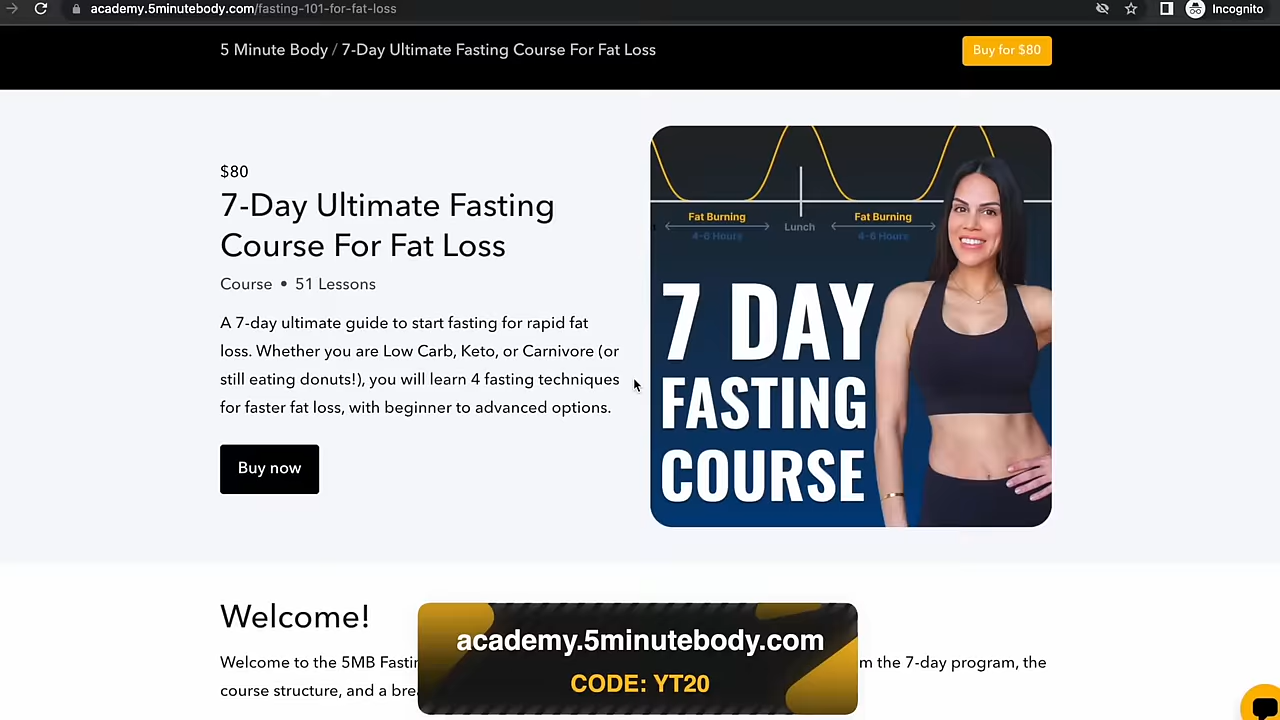 academy.5minutebody.com/fasting-101-for-fat-loss
Incognito
5 Minute Body / 7-Day Ultimate Fasting Course For Fat Loss
Buy for $80
$80
7-Day Ultimate Fasting
Course For Fat Loss
Course • 51 Lessons
A 7-day ultimate guide to start fasting for rapid fat
loss. Whether you are Low Carb, Keto, or Carnivore (or
still eating donuts!), you will learn 4 fasting techniques
for faster fat loss, with beginner to advanced options.
Buy now
Fat Burning
Fat Burning
4-6 Hours
Lunch
4-6 Hours
7 DAY
FASTING
COURSE
Welcome!
Welcome to the 5MB
the 7-day program, the
course structure, and a
academy.5minutebody.com
CODE: YT20